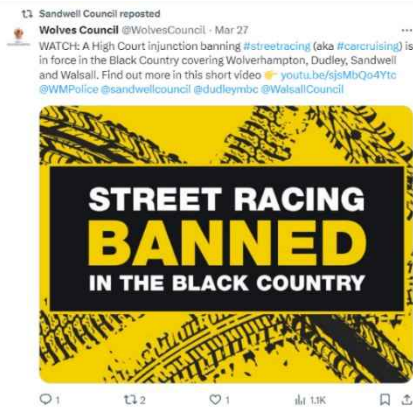 Sandwell Council reposted
Wolves Council @WolvesCouncil · Mar 27
WATCH: A High Court injunction banning #streetracing (aka #carcruising) is
in force in the Black Country covering Wolverhampton, Dudley, Sandwell
and Walsall. Find out more in this short video 👉 youtu.be/sjsMbQo4Ytc
@WMPolice @sandwellcouncil @dudleymbc @WalsallCouncil
STREET RACING
BANNED
IN THE BLACK COUNTRY
1 2 1 1.1K